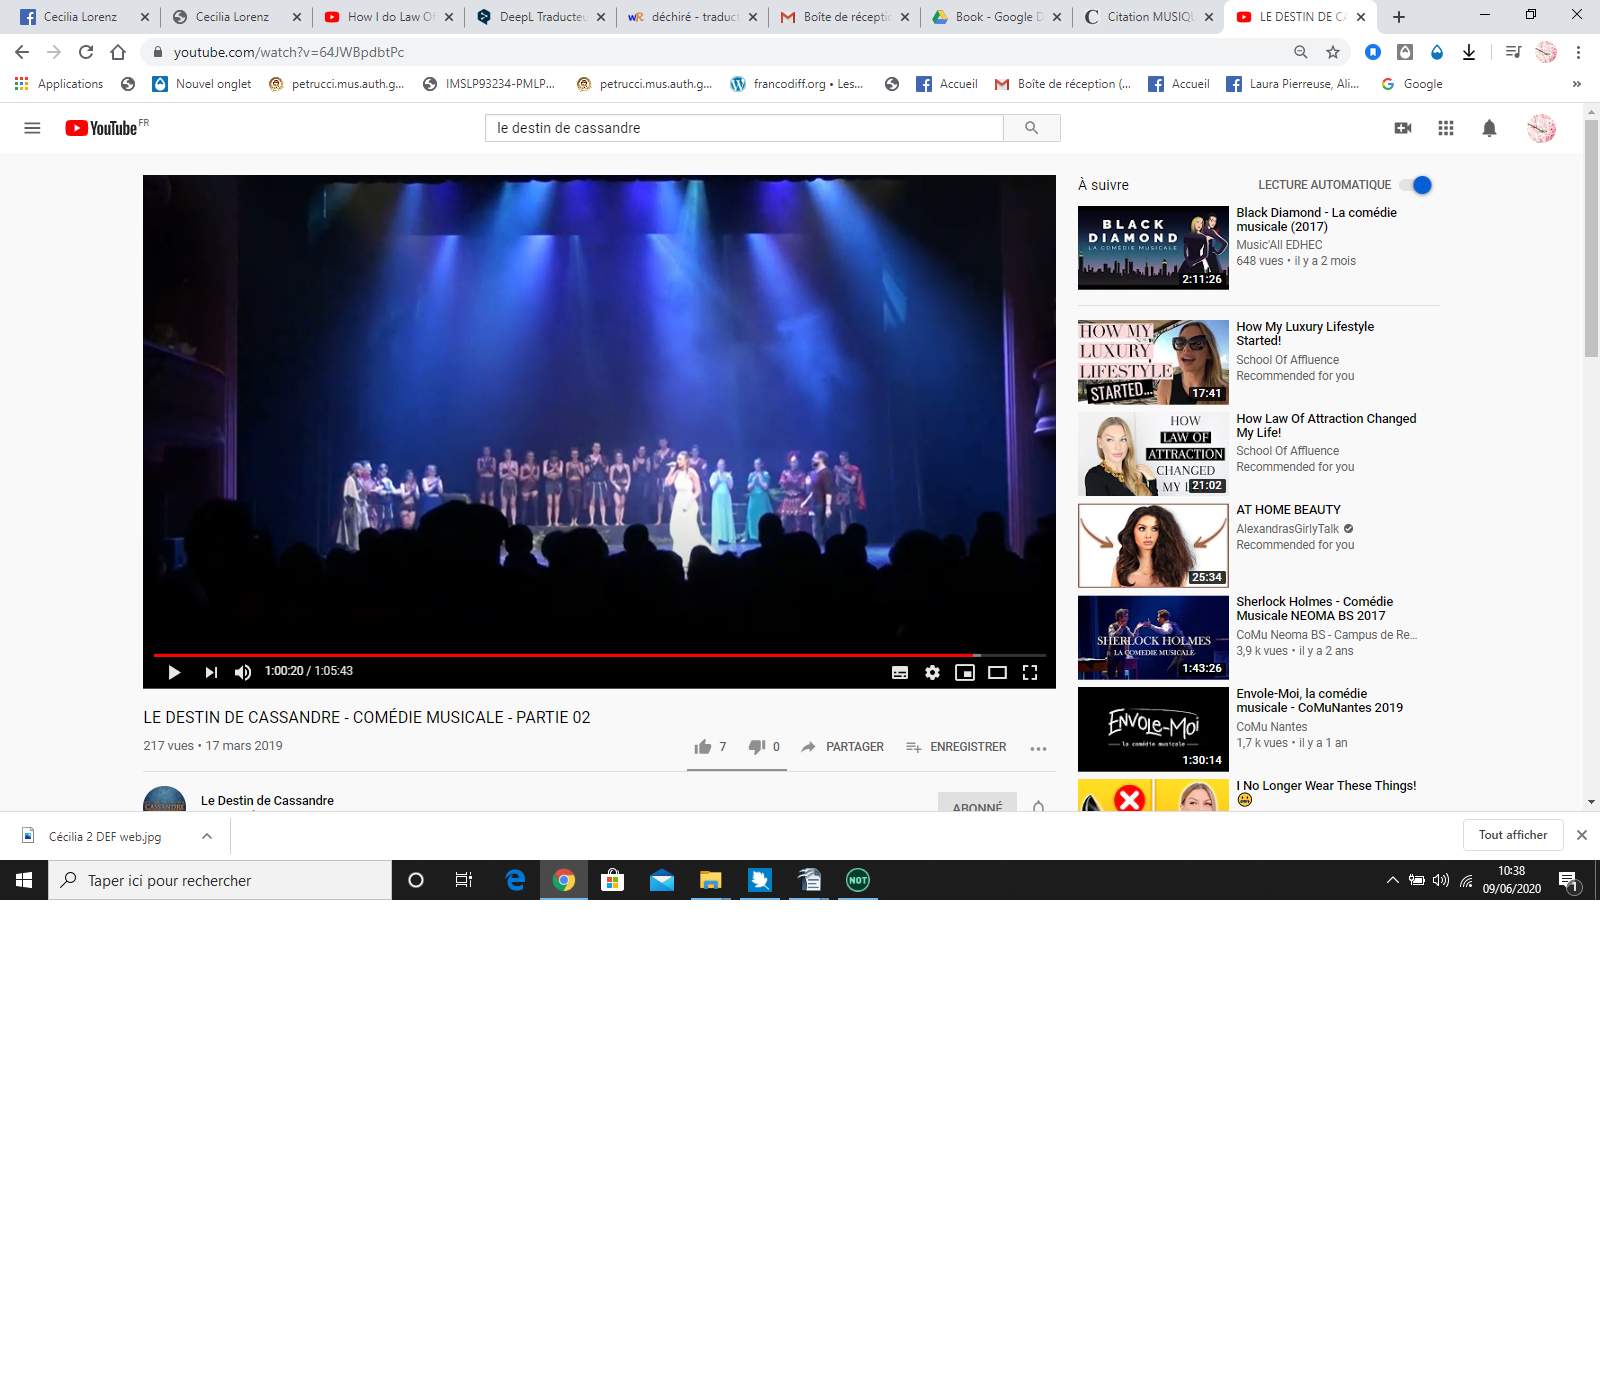 Cecilia Lorenz
Cecilia Lorenz
How I do Law Of
DeepL Traducteu
wR déchiré - traduct
Boîte de réceptio
Book - Google D
C Citation MUSIQU
LE DESTIN DE CA
youtube.com/watch?v=64JWBpdbtPc
Applications
Nouvel onglet
petrucci.mus.auth.g...
IMSLP93234-PMLP...
petrucci.mus.auth.g...
francodiff.org • Les...
Accueil
Boîte de réception (...
Accueil
Laura Pierreuse, Ali...
Google
YouTube FR
le destin de cassandre
À suivre
LECTURE AUTOMATIQUE
BLACK
DIAMOND
LA COMÉDIE MUSICALE
2:11:26
Black Diamond - La comédie
musicale (2017)
Music'All EDHEC
648 vues • il y a 2 mois
HOW MY
LUXURY
LIFESTYLE
STARTED...
17:41
How My Luxury Lifestyle
Started!
School Of Affluence
Recommended for you
HOW
LAW OF
ATTRACTION
CHANGED
MY
21:02
How Law Of Attraction Changed
My Life!
School Of Affluence
Recommended for you
25:34
AT HOME BEAUTY
AlexandrasGirlyTalk
Recommended for you
SHERLOCK HOLMES
LA COMEDIE MUSICALE
1:43:26
Sherlock Holmes - Comédie
Musicale NEOMA BS 2017
CoMu Neoma BS - Campus de Re...
3,9 k vues • il y a 2 ans
ENVOLE-MOI
la comédie musicale
1:30:14
Envole-Moi, la comédie
musicale - CoMuNantes 2019
CoMu Nantes
1,7 k vues • il y a 1 an
I No Longer Wear These Things!
1:00:20 / 1:05:43
LE DESTIN DE CASSANDRE - COMÉDIE MUSICALE - PARTIE 02
217 vues • 17 mars 2019
7
0
PARTAGER
ENREGISTRER
CASSANDRE
Le Destin de Cassandre
ABONNÉ
Cécilia 2 DEF web.jpg
Tout afficher
Taper ici pour rechercher
NOT
10:38
09/06/2020
1